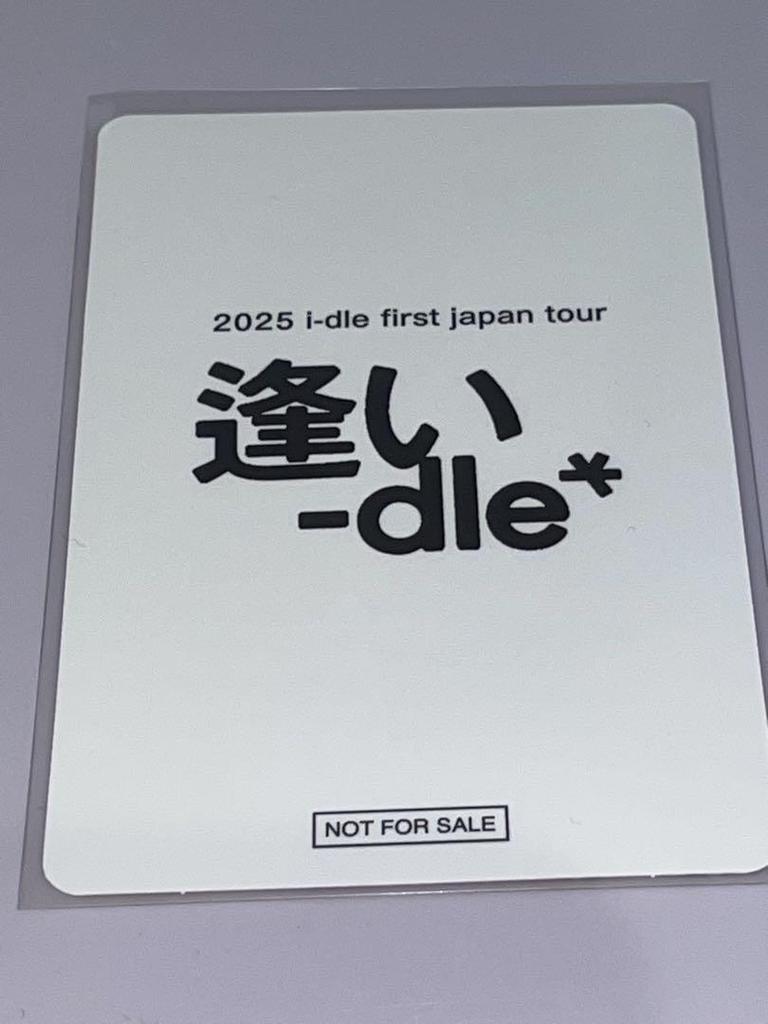 2025 i-dle first japan tour
逢い
-dle*
NOT FOR SALE